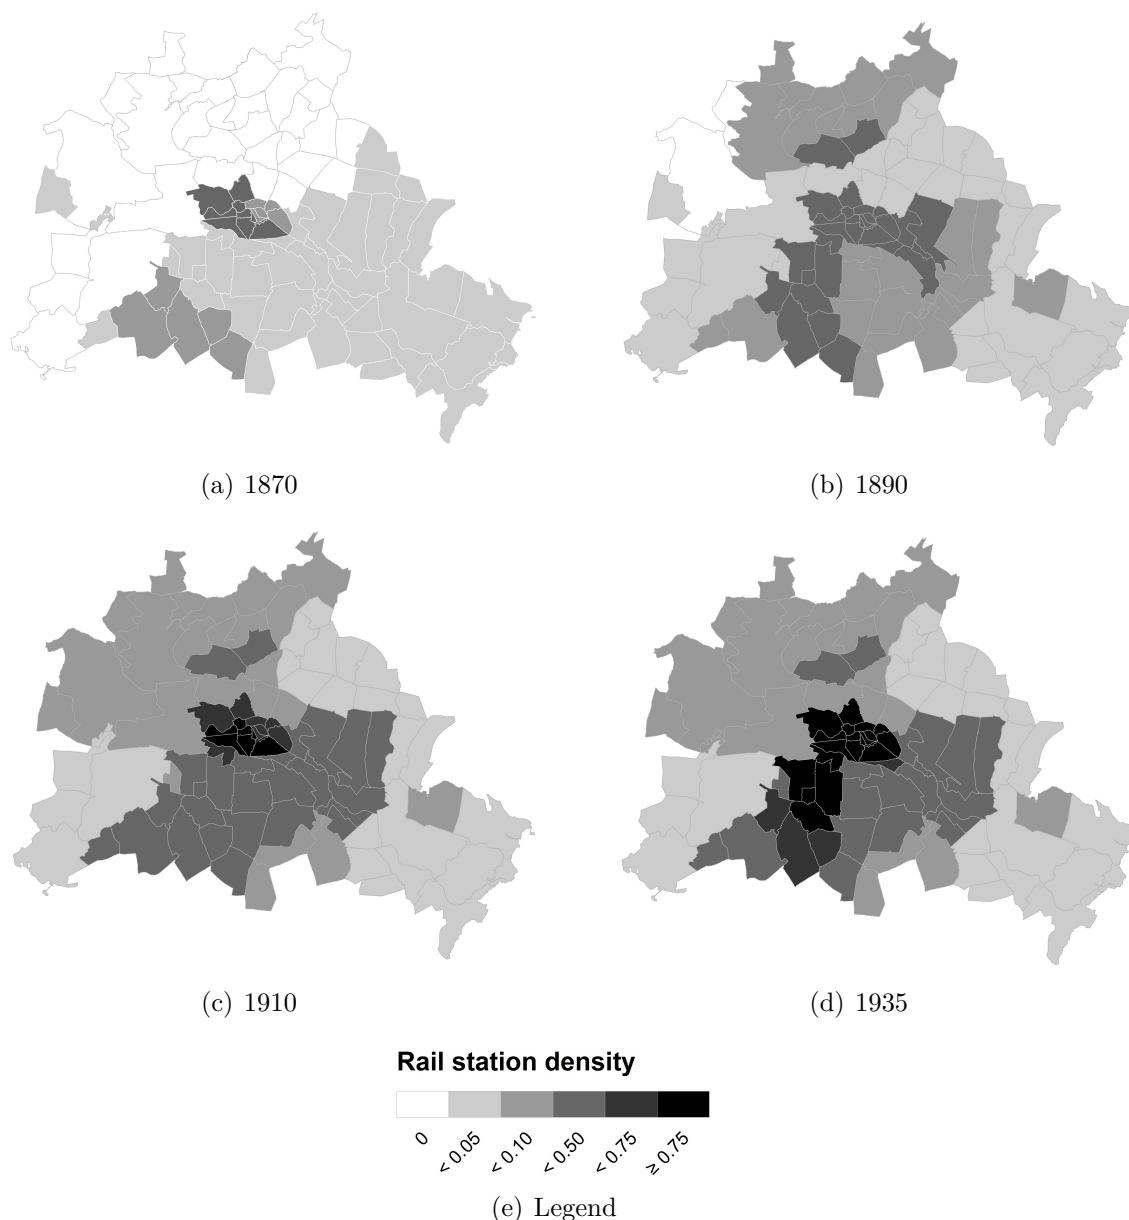 (a) 1870
(b) 1890
(c) 1910
(d) 1935
Rail station density
0
< 0.05
< 0.10
< 0.50
< 0.75
≥ 0.75
(e) Legend